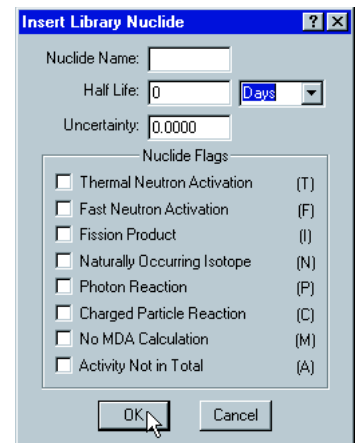 Insert Library Nuclide
Nuclide Name:
Half Life: 0 Days
Uncertainty: 0.0000
Nuclide Flags
Thermal Neutron Activation (T)
Fast Neutron Activation (F)
Fission Product (I)
Naturally Occurring Isotope (N)
Photon Reaction (P)
Charged Particle Reaction (C)
No MDA Calculation (M)
Activity Not in Total (A)
OK Cancel